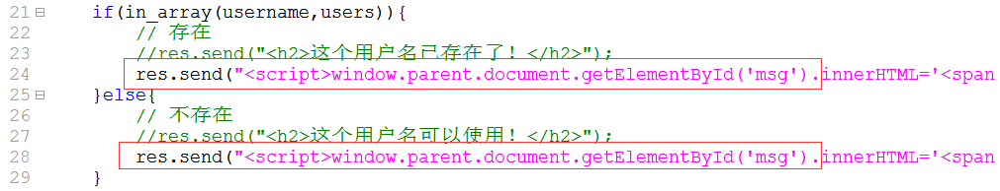 21 if(in_array(username,users)){
22 // 存在
23 //res.send("<h2>这个用户名已存在了！</h2>");
24 res.send("<script>window.parent.document.getElementById('msg').innerHTML='<span
25 }else{
26 // 不存在
27 //res.send("<h2>这个用户名可以使用！</h2>");
28 res.send("<script>window.parent.document.getElementById('msg').innerHTML='<span
29 }